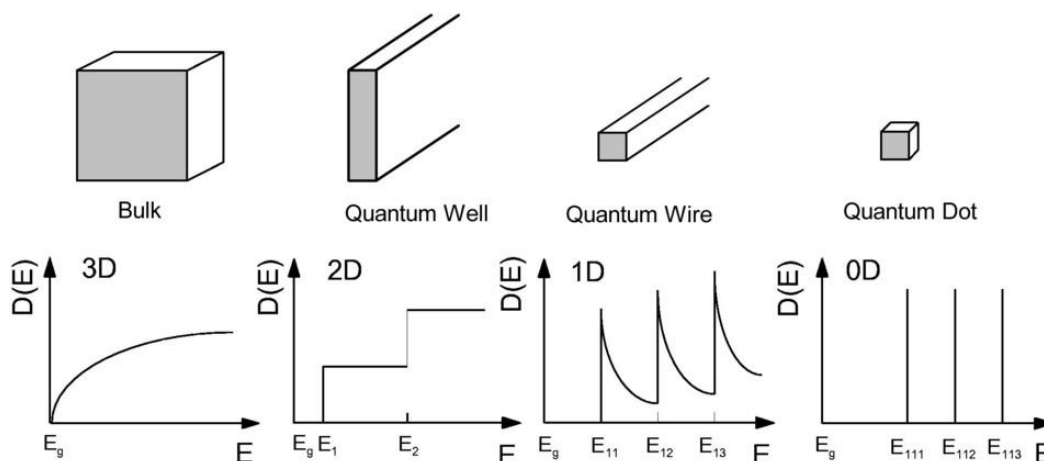 Bulk
Quantum Well
Quantum Wire
Quantum Dot
D(E)
3D
E_g
E
D(E)
2D
E_g E_1 E_2
E
D(E)
1D
E_g E_11 E_12 E_13
E
D(E)
0D
E_g E_111 E_112 E_113
E